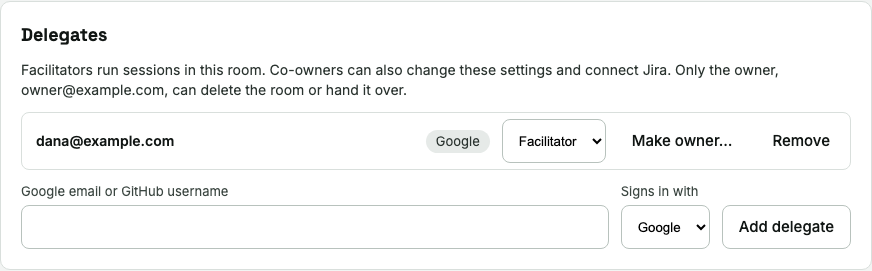 Delegates
Facilitators run sessions in this room. Co-owners can also change these settings and connect Jira. Only the owner,
owner@example.com, can delete the room or hand it over.
dana@example.com Google Facilitator Make owner... Remove
Google email or GitHub username Signs in with
Google Add delegate